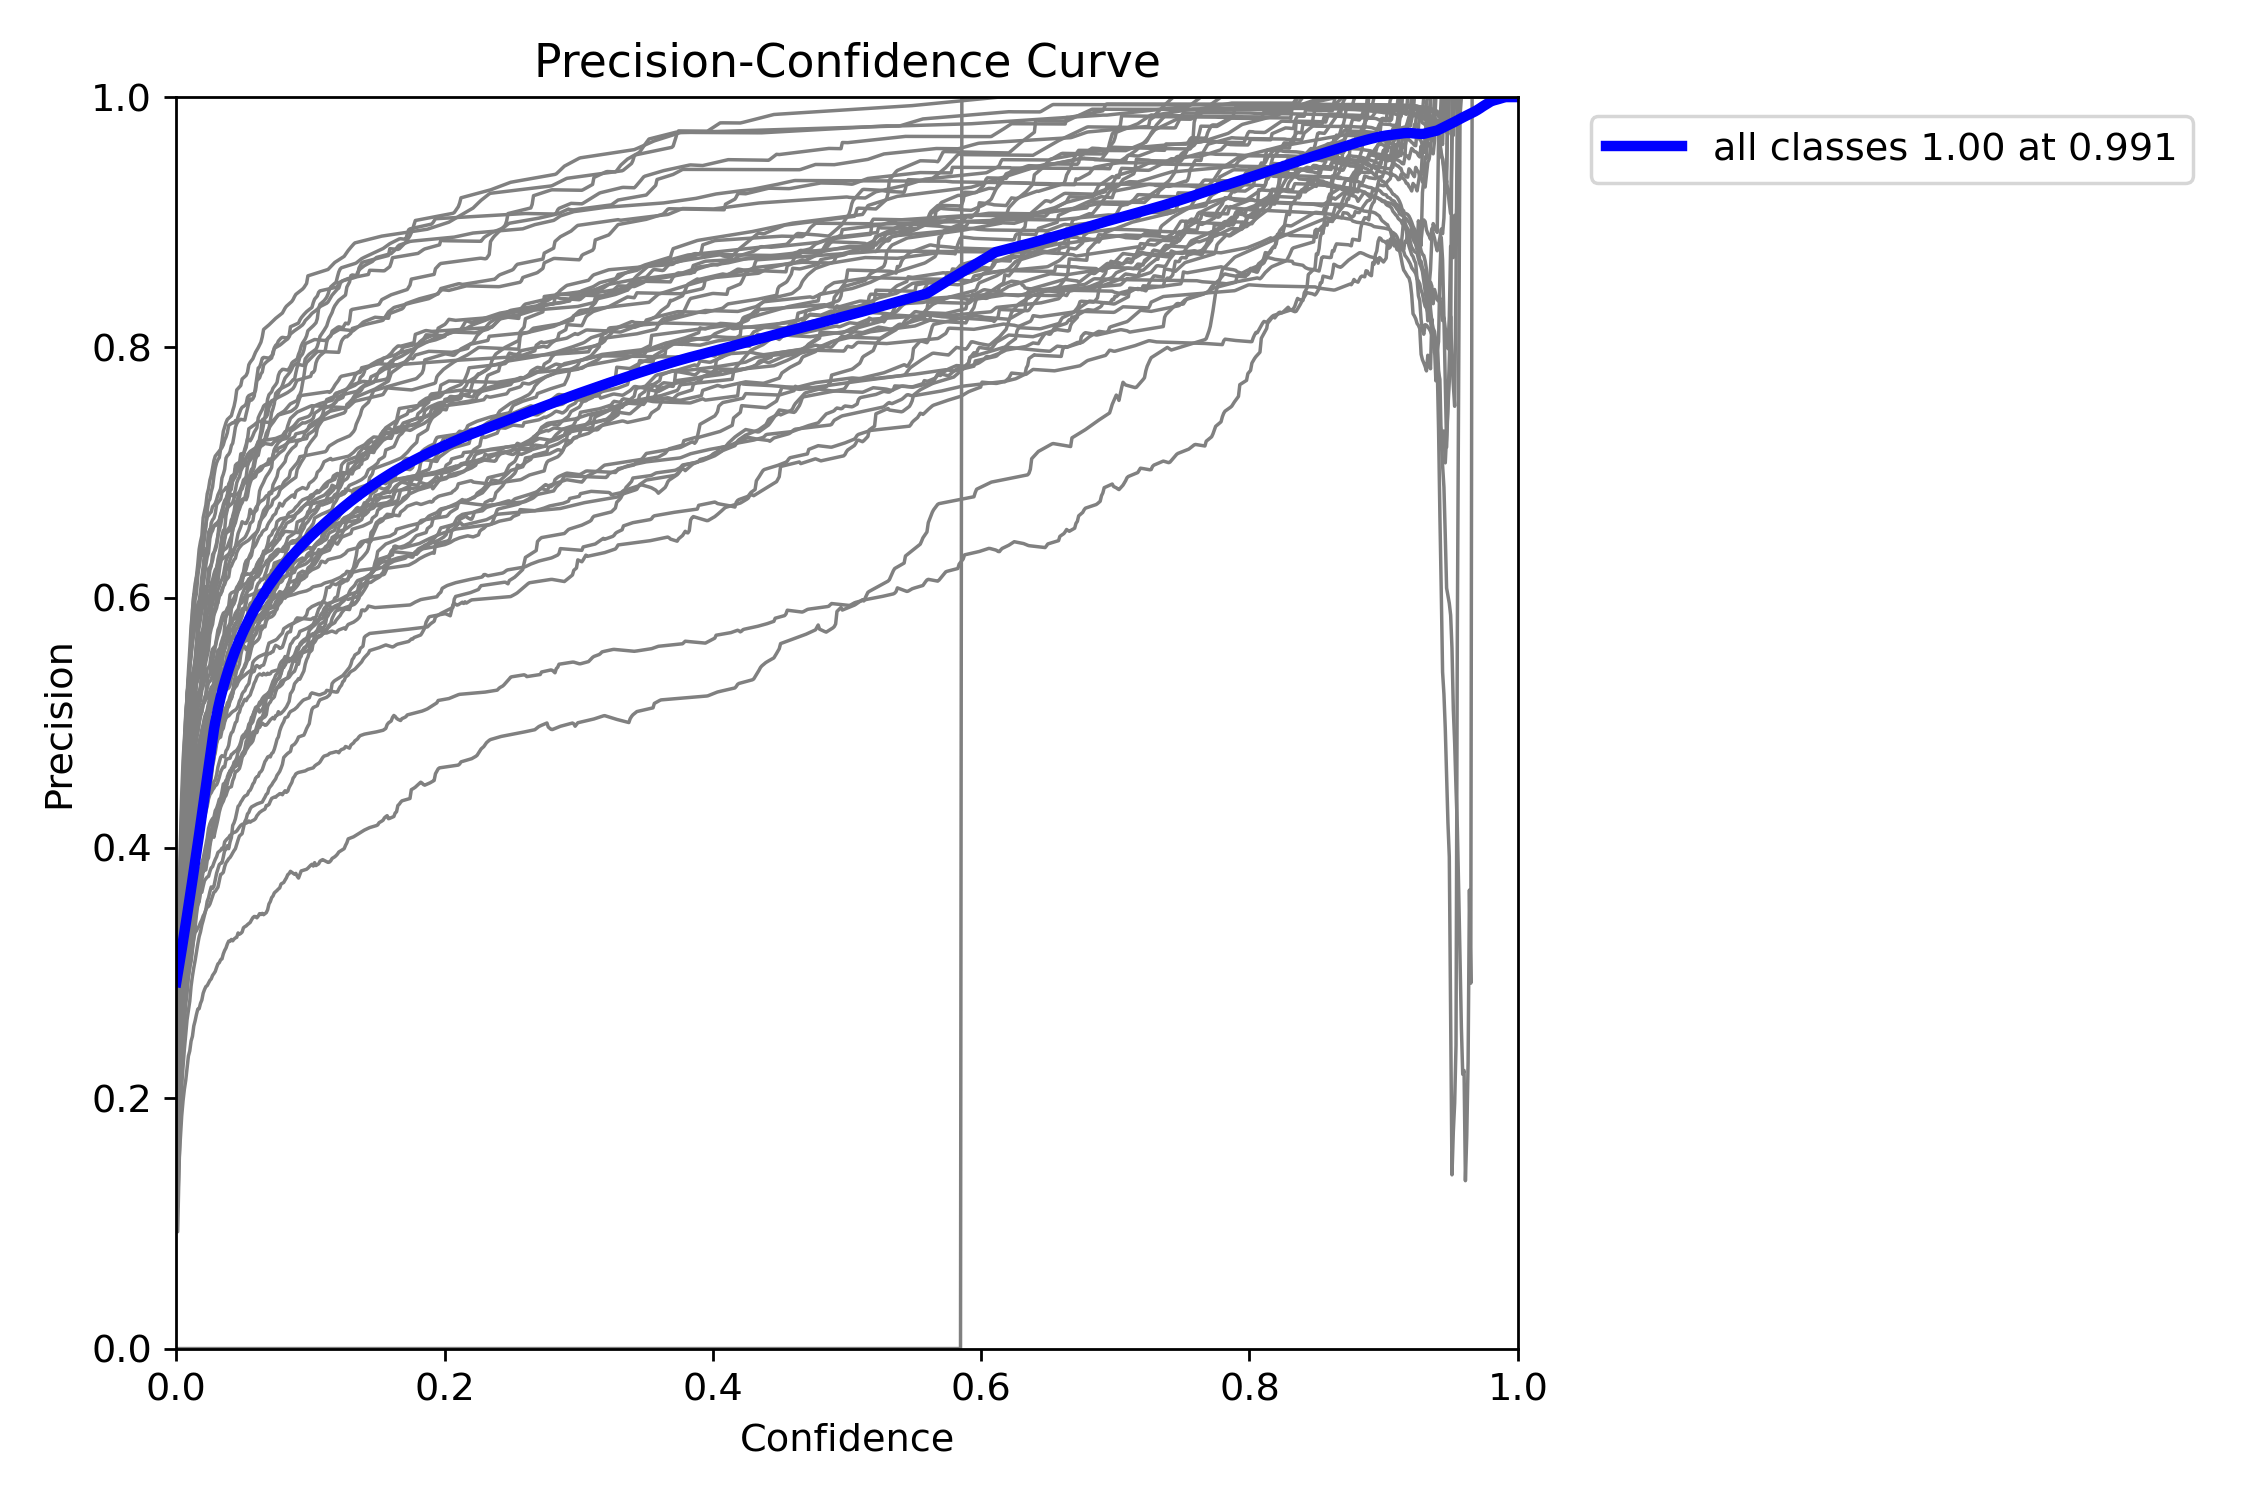 Precision-Confidence Curve
all classes 1.00 at 0.991
Precision
1.0
0.8
0.6
0.4
0.2
0.0
0.0 0.2 0.4 0.6 0.8 1.0
Confidence